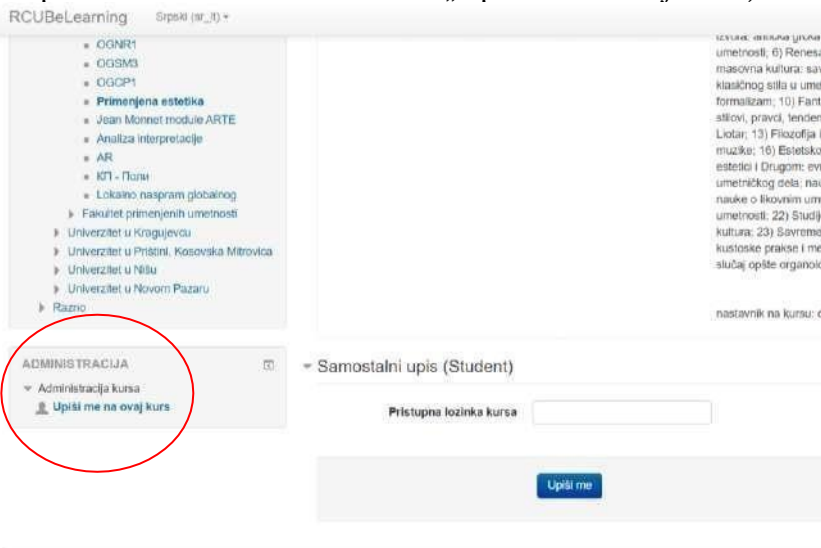 RCUBeLearning Srpski (sr_lt)
OGNR1
OGSM3
OGCP1
Primenjena estetika
Jean Monnet module ARTE
Analiza interpretacije
AR
КП - Поли
Lokalno naspram globalnog
Fakultet primenjenih umetnosti
Univerzitet u Kragujevcu
Univerzitet u Prištini, Kosovska Mitrovica
Univerzitet u Nišu
Univerzitet u Novom Pazaru
Razno
umetnosti; 6) Renesa
masovna kultura: sav
klasičnog stila u ume
formalizam; 10) Fant
stilovi, pravci, tenden
Liotar; 13) Filozofija i
muzike; 16) Estetsko
estetici i Drugom: evr
umetničkog dela; nau
nauke o likovnim ume
umetnosti; 22) Studij
kultura; 23) Savreme
kustoske prakse i me
slučaj opšte organolo
nastavnik na kursu: d
ADMINISTRACIJA
Administracija kursa
Upiši me na ovaj kurs
Samostalni upis (Student)
Pristupna lozinka kursa
Upiši me